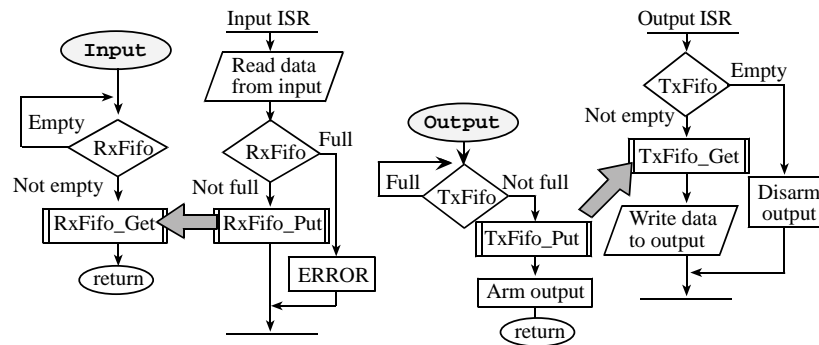 Input
Empty
RxFifo
Not empty
RxFifo_Get
return
Input ISR
Read data
from input
RxFifo
Full
Not full
RxFifo_Put
ERROR
Output
Full
TxFifo
Not full
TxFifo_Put
Arm output
return
Output ISR
TxFifo
Empty
Not empty
TxFifo_Get
Write data
to output
Disarm
output